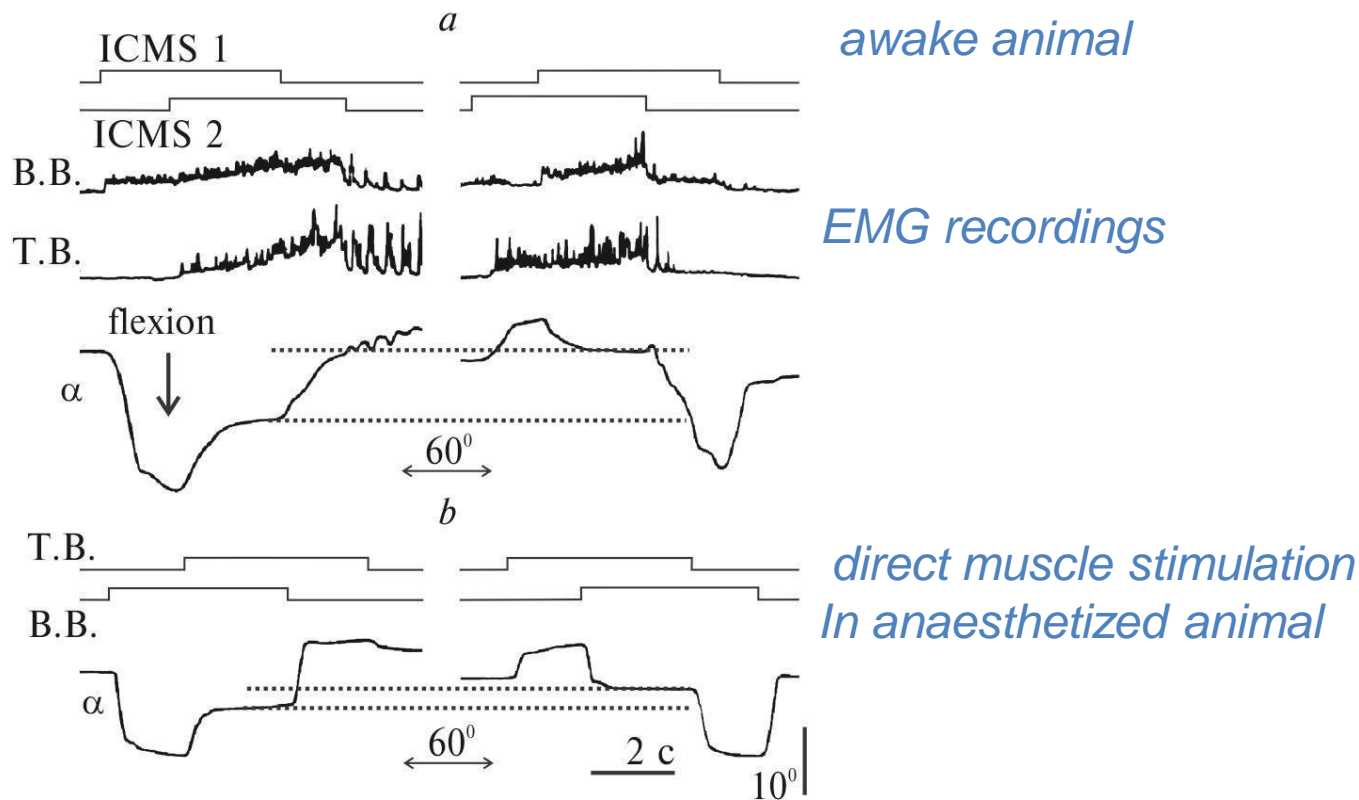 a
awake animal
ICMS 1
ICMS 2
B.B.
EMG recordings
T.B.
flexion
α
60⁰
b
T.B.
direct muscle stimulation
In anaesthetized animal
B.B.
α
60⁰
2 c
10⁰